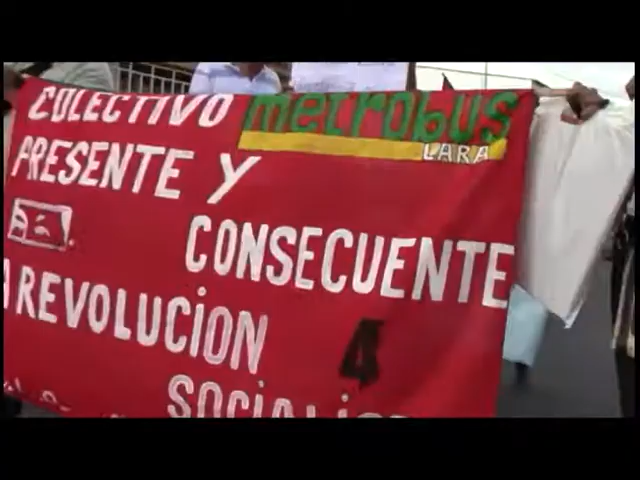 COLECTIVO metrobus
LARA
PRESENTE Y
CONSECUENTE
REVOLUCION 4